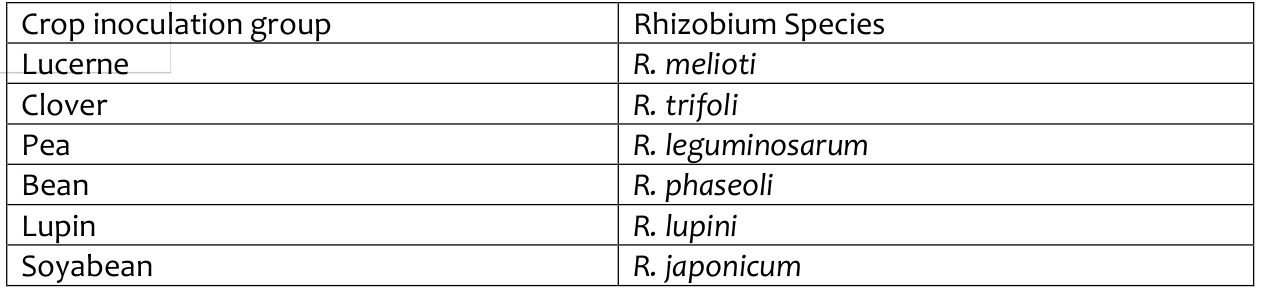 Crop inoculation group Rhizobium Species
Lucerne R. melioti
Clover R. trifoli
Pea R. leguminosarum
Bean R. phaseoli
Lupin R. lupini
Soyabean R. japonicum